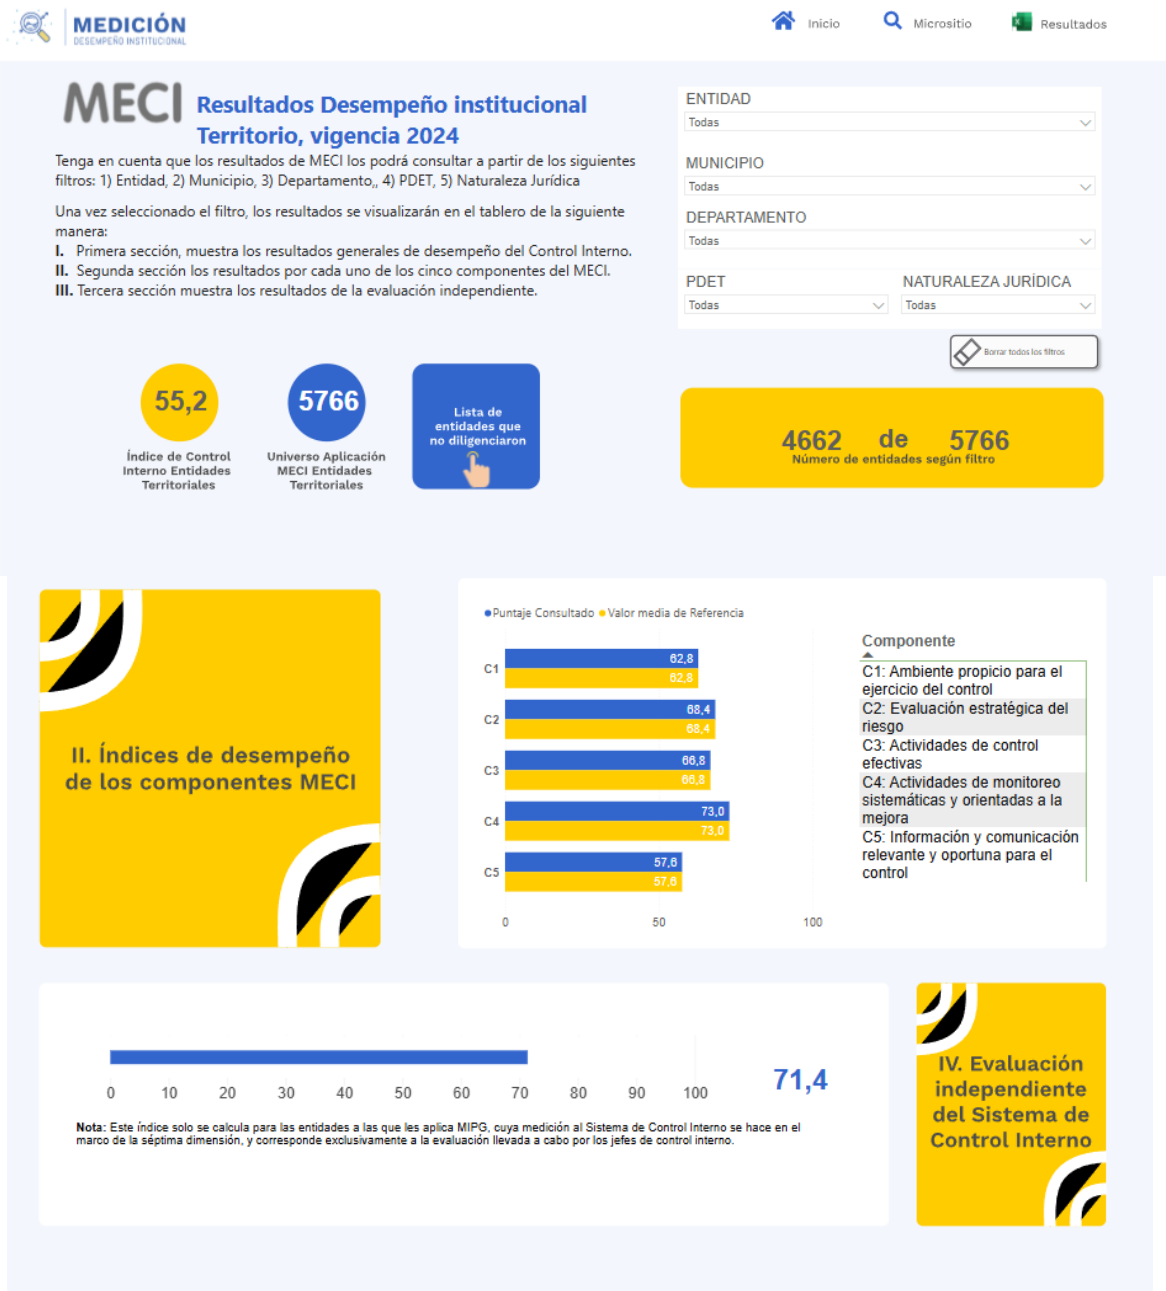 MEDICIÓN
DESEMPEÑO INSTITUCIONAL
Inicio
Micrositio
Resultados
MECI
Resultados Desempeño institucional
Territorio, vigencia 2024
Tenga en cuenta que los resultados de MECI los podrá consultar a partir de los siguientes
filtros: 1) Entidad, 2) Municipio, 3) Departamento,, 4) PDET, 5) Naturaleza Jurídica
Una vez seleccionado el filtro, los resultados se visualizarán en el tablero de la siguiente
manera:
I. Primera sección, muestra los resultados generales de desempeño del Control Interno.
II. Segunda sección los resultados por cada uno de los cinco componentes del MECI.
III. Tercera sección muestra los resultados de la evaluación independiente.
ENTIDAD
Todas
MUNICIPIO
Todas
DEPARTAMENTO
Todas
PDET
Todas
NATURALEZA JURÍDICA
Todas
Borrar todos los filtros
55,2
Índice de Control
Interno Entidades
Territoriales
5766
Universo Aplicación
MECI Entidades
Territoriales
Lista de
entidades que
no diligenciaron
4662 de 5766
Número de entidades según filtro
II. Índices de desempeño
de los componentes MECI
Puntaje Consultado
Valor media de Referencia
C1
62,8
62,8
C2
68,4
68,4
C3
66,8
66,8
C4
73,0
73,0
C5
57,6
57,6
0 50 100
Componente
C1: Ambiente propicio para el
ejercicio del control
C2: Evaluación estratégica del
riesgo
C3: Actividades de control
efectivas
C4: Actividades de monitoreo
sistemáticas y orientadas a la
mejora
C5: Información y comunicación
relevante y oportuna para el
control
0 10 20 30 40 50 60 70 80 90 100
71,4
Nota: Este índice solo se calcula para las entidades a las que les aplica MIPG, cuya medición al Sistema de Control Interno se hace en el
marco de la séptima dimensión, y corresponde exclusivamente a la evaluación llevada a cabo por los jefes de control interno.
IV. Evaluación
independiente
del Sistema de
Control Interno